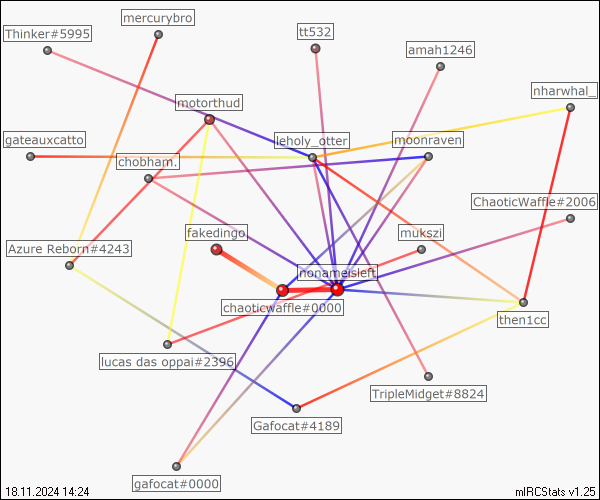 mercurybro
Thinker#5995
tt532
amah1246
nharwhal_
motorthud
gateauxcatto
leholy_otter
moonraven
chobham.
ChaoticWaffle#2006
fakedingo
mukszi
Azure Reborn#4243
nonameisleft
chaoticwaffle#0000
then1cc
lucas das oppai#2396
TripleMidget#8824
Gafocat#4189
gafocat#0000
18.11.2024 14:24
mIRCStats v1.25